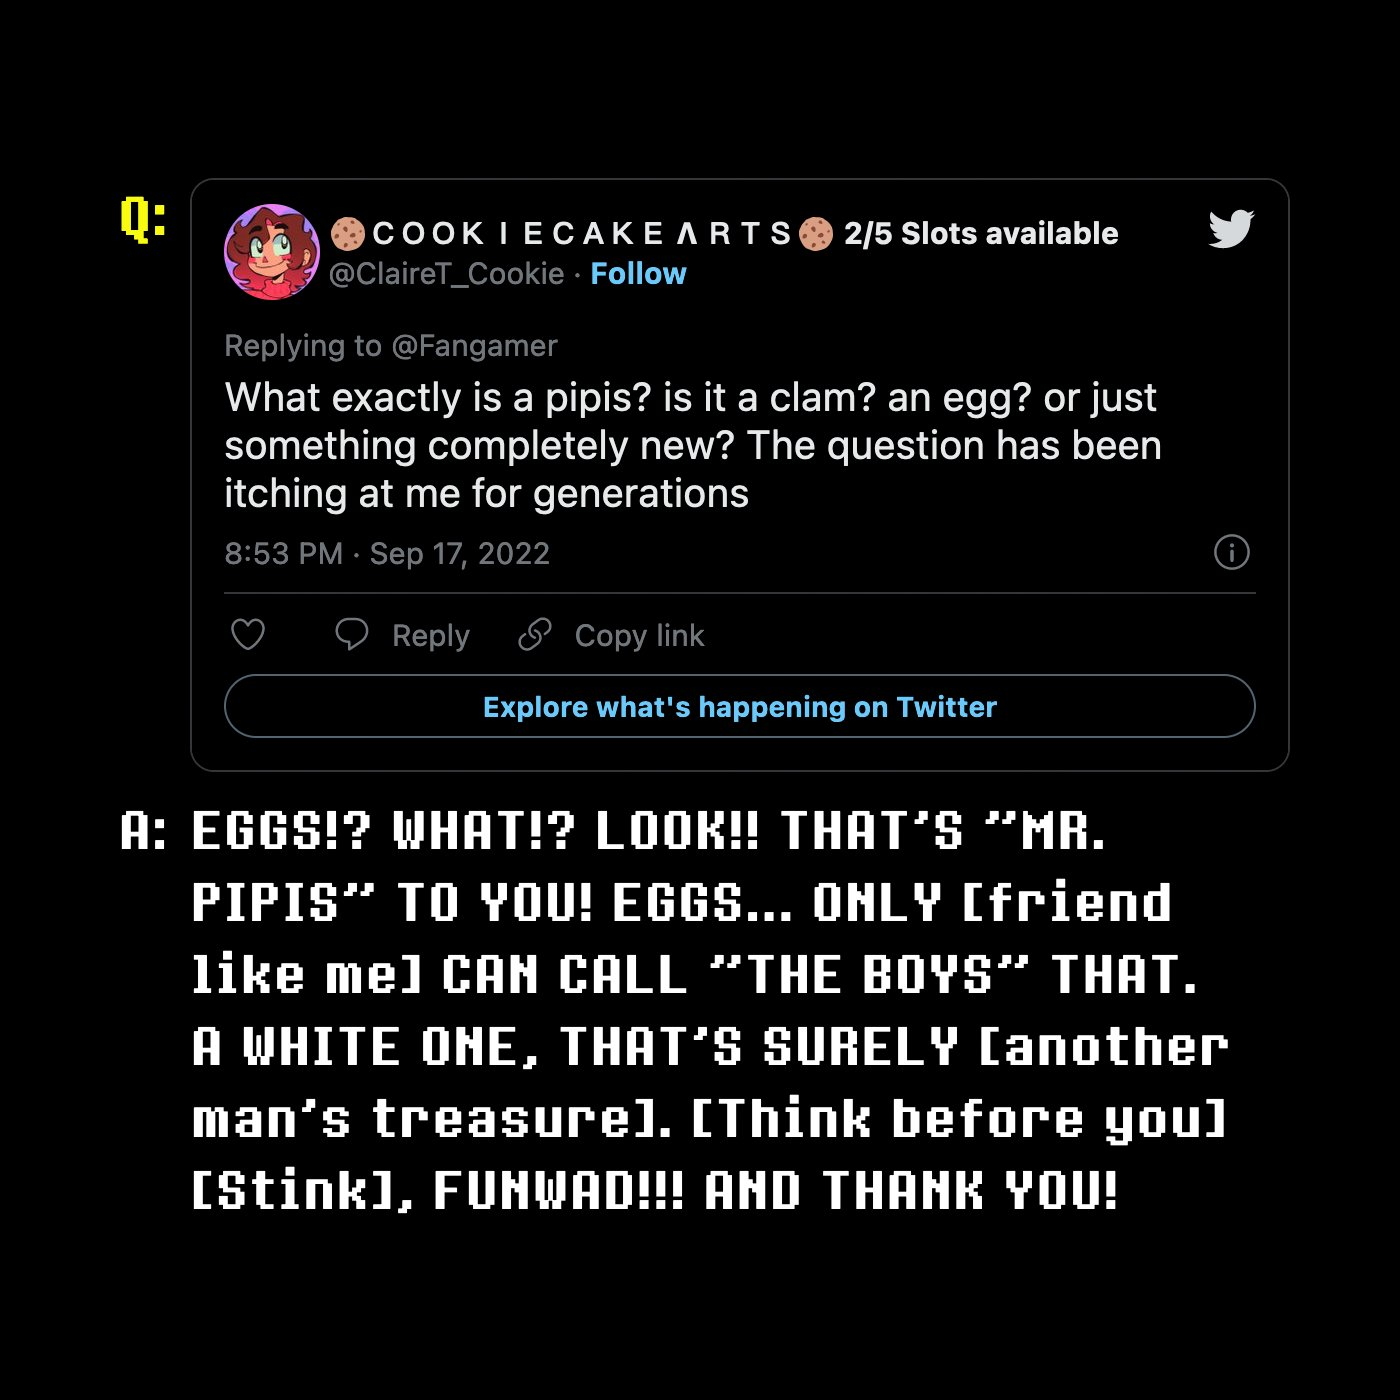 Q:
🍪C O O K I E C A K E Λ R T S🍪 2/5 Slots available
@ClaireT_Cookie · Follow
Replying to @Fangamer
What exactly is a pipis? is it a clam? an egg? or just
something completely new? The question has been
itching at me for generations
8:53 PM · Sep 17, 2022
Reply Copy link
Explore what's happening on Twitter
A: EGGS!? WHAT!? LOOK!! THAT'S "MR.
PIPIS" TO YOU! EGGS... ONLY [friend
like me] CAN CALL "THE BOYS" THAT.
A WHITE ONE, THAT'S SURELY [another
man's treasure]. [Think before you]
[Stink], FUNWAD!!! AND THANK YOU!